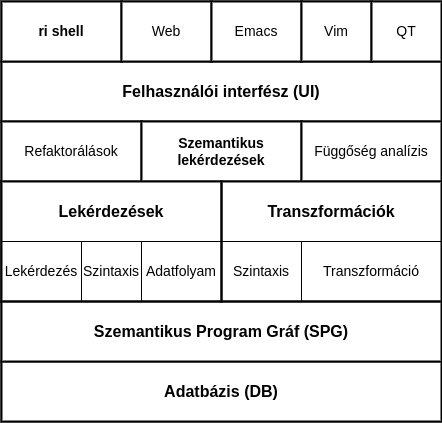 ri shell
Web
Emacs
Vim
QT
Felhasználói interfész (UI)
Refaktorálások
Szemantikus
lekérdezések
Függőség analízis
Lekérdezések
Transzformációk
Lekérdezés
Szintaxis
Adatfolyam
Szintaxis
Transzformáció
Szemantikus Program Gráf (SPG)
Adatbázis (DB)